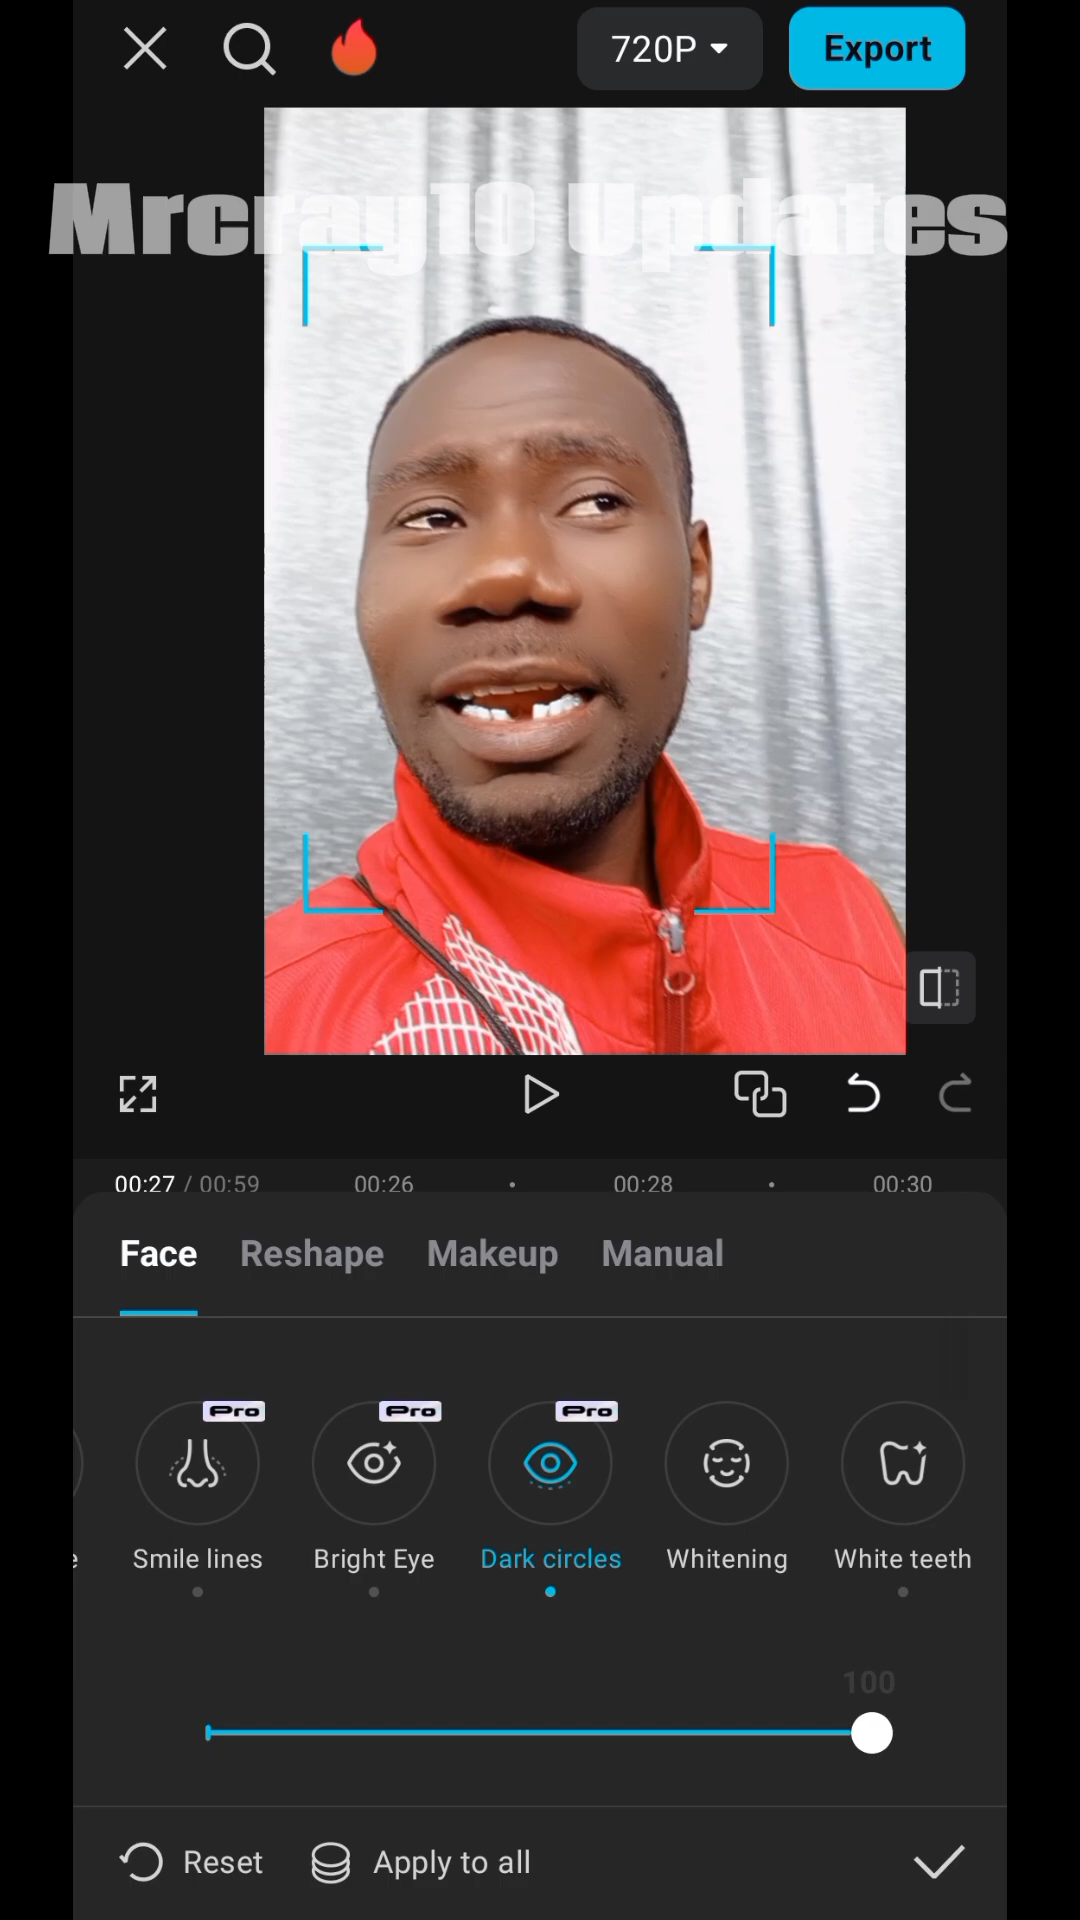 720P
Export
Mrcray10 Updates
00:27 / 00:59
00:26
00:28
00:30
Face
Reshape
Makeup
Manual
Pro
Pro
Pro
e
Smile lines
Bright Eye
Dark circles
Whitening
White teeth
100
Reset
Apply to all